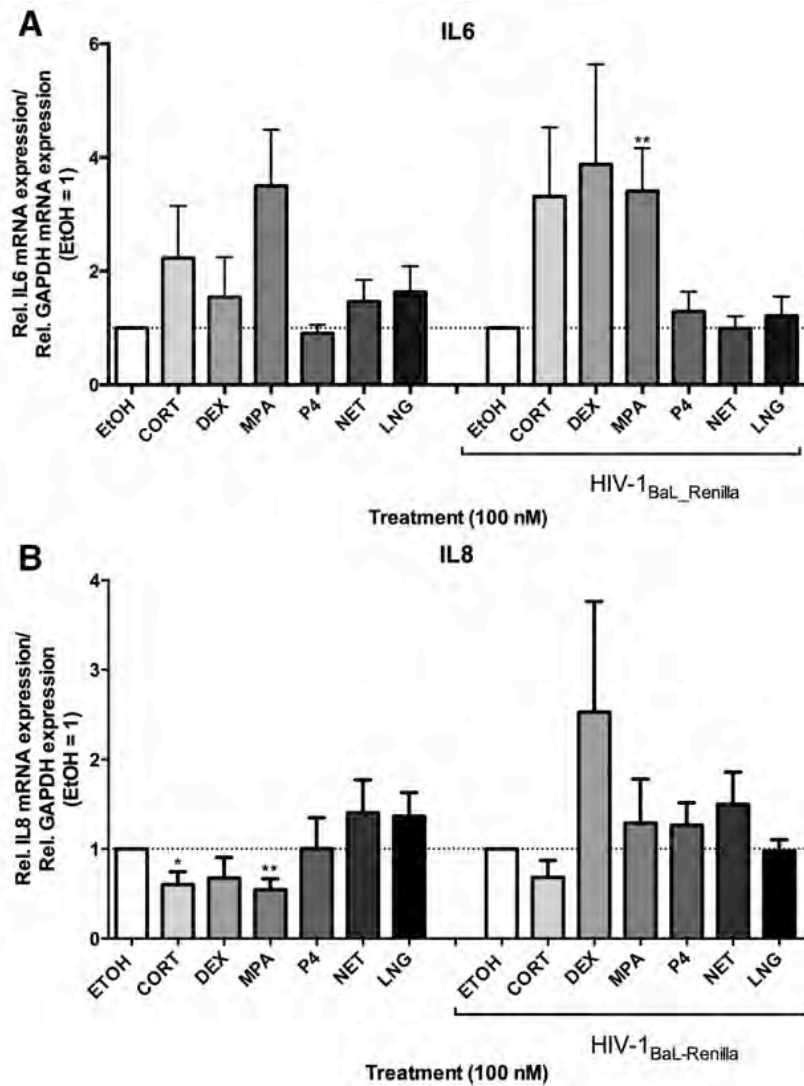 A
IL6
Rel. IL6 mRNA expression/
Rel. GAPDH mRNA expression
(EtOH = 1)
6
4
2
1
0
**
EtOH CORT DEX MPA P4 NET LNG EtOH CORT DEX MPA P4 NET LNG
HIV-1BaL_Renilla
Treatment (100 nM)
B
IL8
Rel. IL8 mRNA expression/
Rel. GAPDH expression
(EtOH = 1)
4
3
2
1
0
* **
ETOH CORT DEX MPA P4 NET LNG ETOH CORT DEX MPA P4 NET LNG
HIV-1BaL-Renilla
Treatment (100 nM)